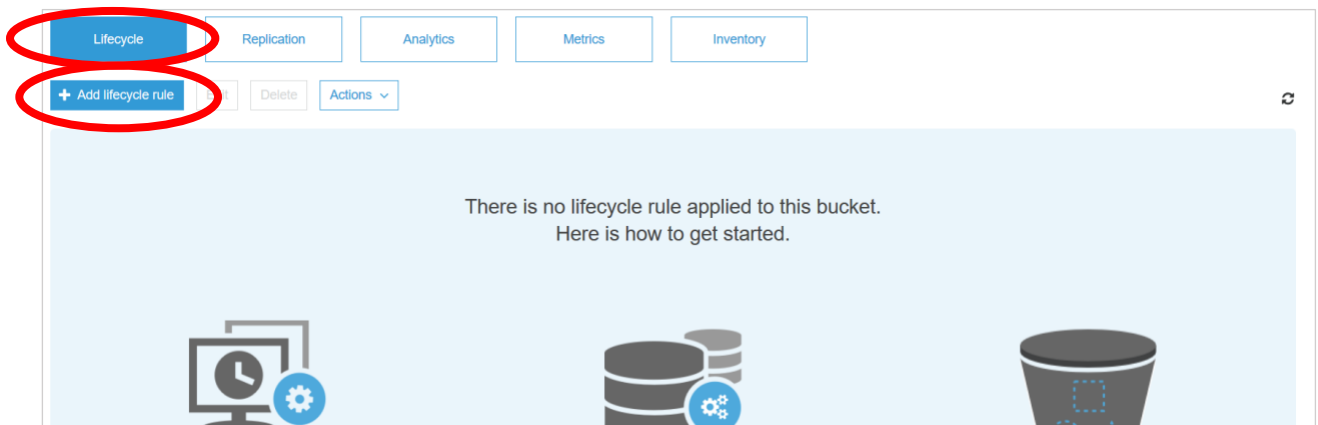 Lifecycle Replication Analytics Metrics Inventory
+ Add lifecycle rule Delete Actions
There is no lifecycle rule applied to this bucket.
Here is how to get started.